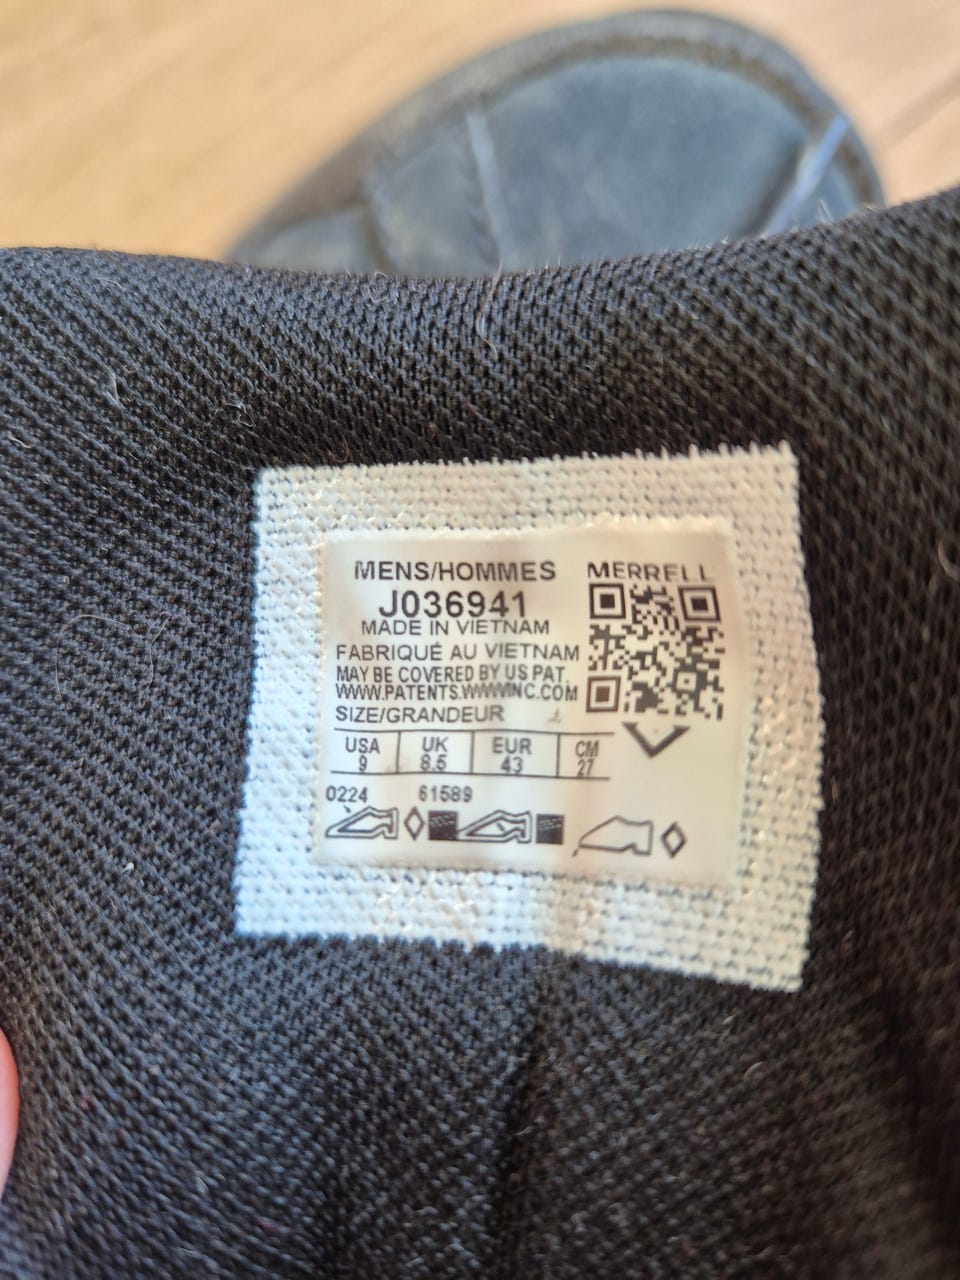 MENS/HOMMES
MERRELL
J036941
MADE IN VIETNAM
FABRIQUÉ AU VIETNAM
MAY BE COVERED BY US PAT.
WWW.PATENTS.WWWINC.COM
SIZE/GRANDEUR
USA UK EUR CM
9 8.5 43 27
0224 61589